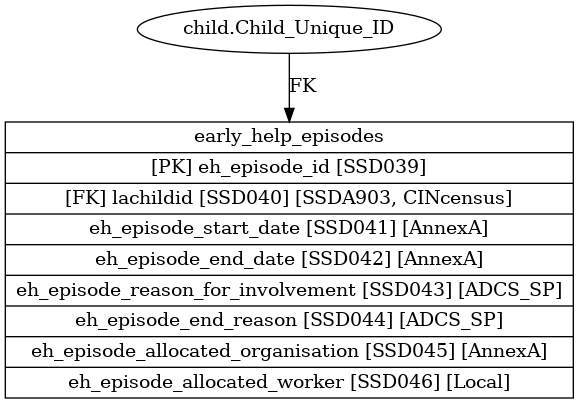 child.Child_Unique_ID
FK
early_help_episodes
[PK] eh_episode_id [SSD039]
[FK] lachildid [SSD040] [SSDA903, CINcensus]
eh_episode_start_date [SSD041] [AnnexA]
eh_episode_end_date [SSD042] [AnnexA]
eh_episode_reason_for_involvement [SSD043] [ADCS_SP]
eh_episode_end_reason [SSD044] [ADCS_SP]
eh_episode_allocated_organisation [SSD045] [AnnexA]
eh_episode_allocated_worker [SSD046] [Local]